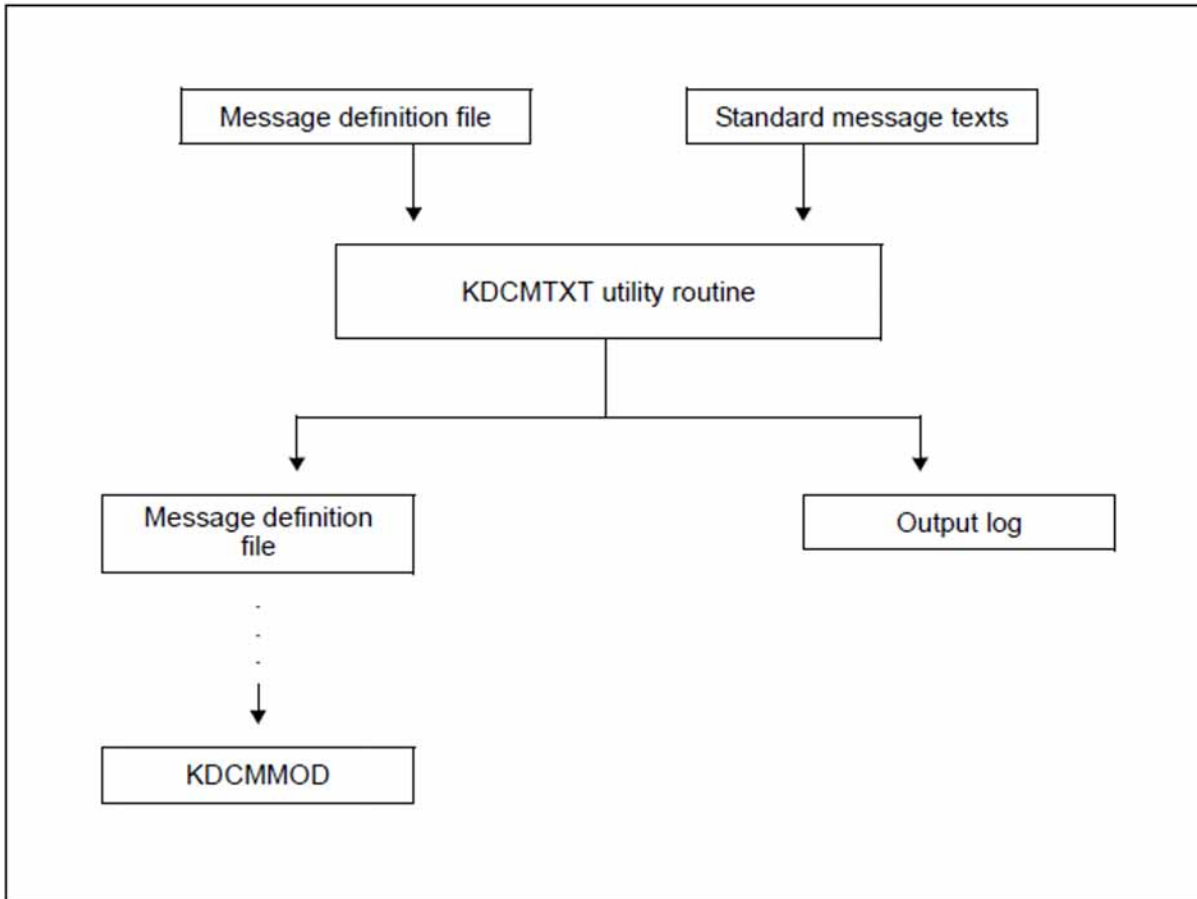 Message definition file
Standard message texts
KDCMTXT utility routine
Message definition
file
Output log
KDCMMOD